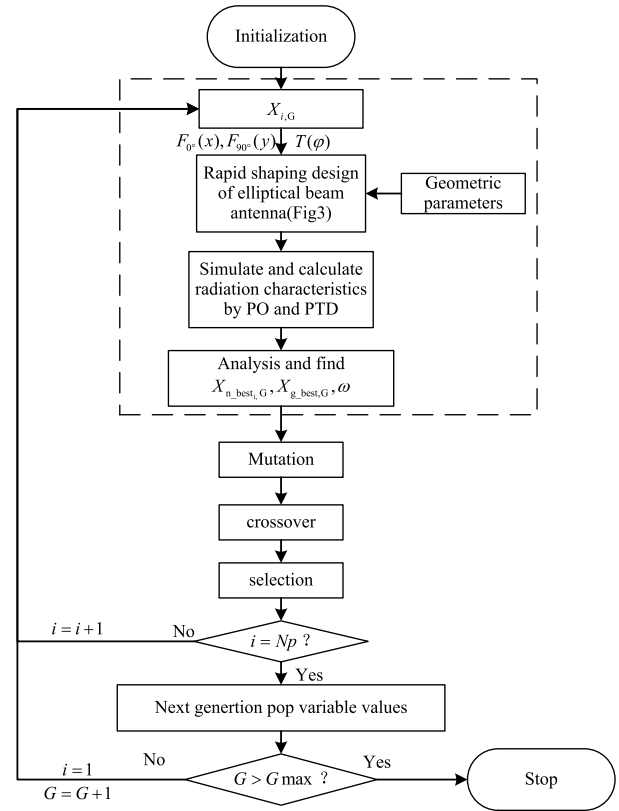 Initialization
X_{i,G}
F_{0°}(x), F_{90°}(y) T(φ)
Rapid shaping design
of elliptical beam
antenna(Fig3)
Geometric
parameters
Simulate and calculate
radiation characteristics
by PO and PTD
Analysis and find
X_{n_best_i,G}, X_{g_best,G}, ω
Mutation
crossover
selection
i = i+1
No
i = Np ?
Yes
Next genertion pop variable values
No
Yes
i = 1
G = G+1
G > G max ?
Stop